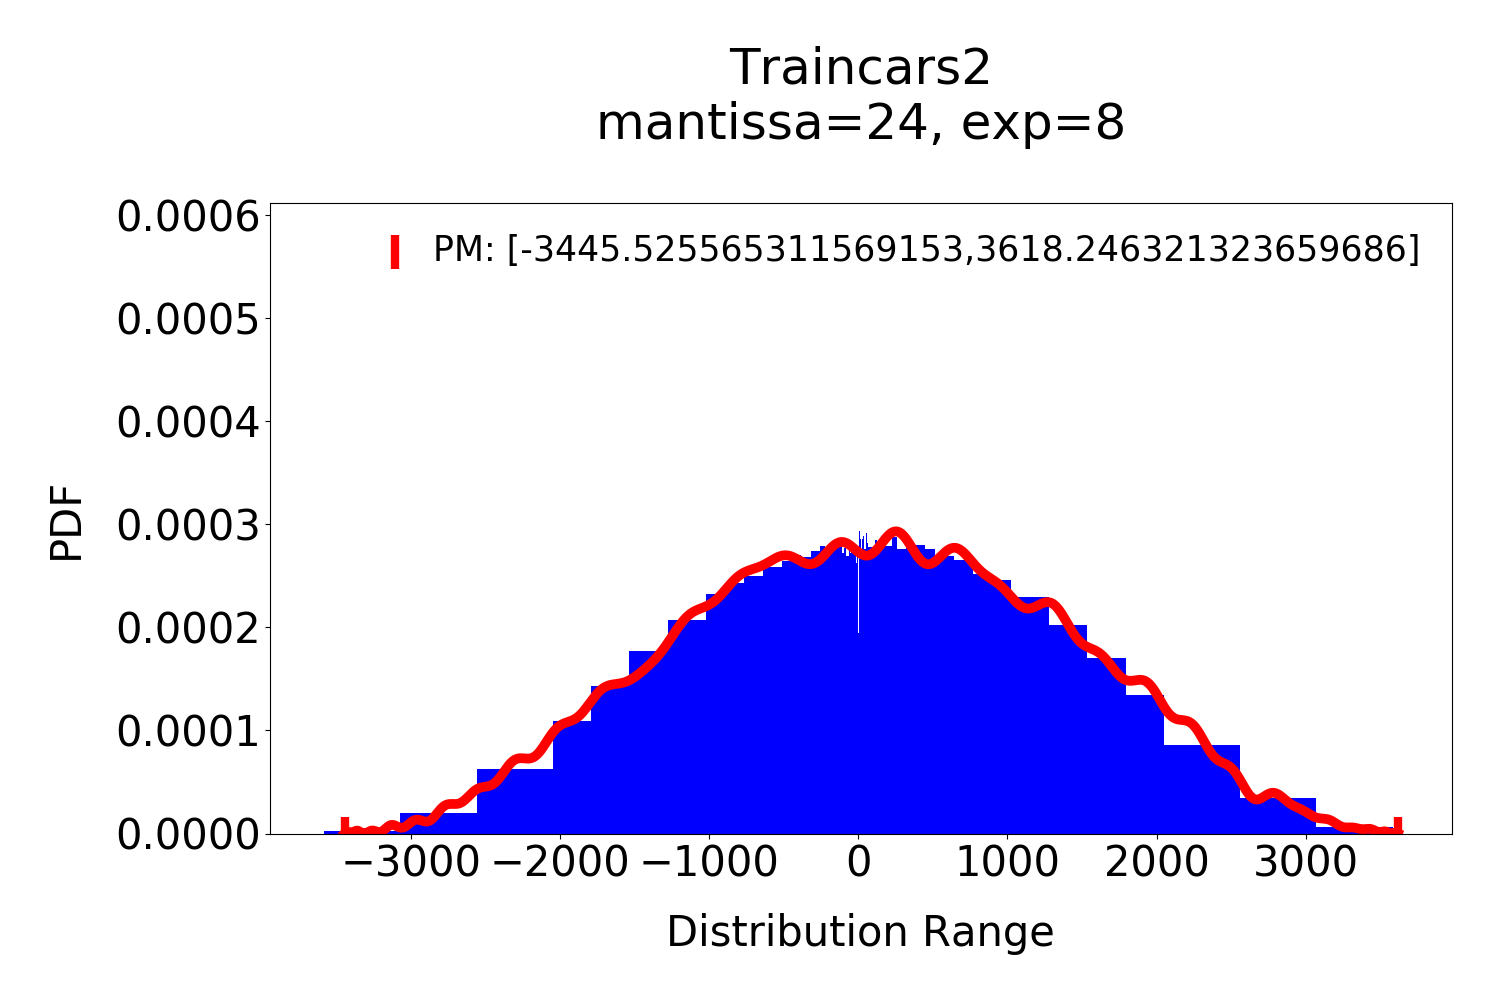 Traincars2
mantissa=24, exp=8
0.0006
0.0005
0.0004
0.0003
0.0002
0.0001
0.0000
PDF
PM: [-3445.525565311569153,3618.246321323659686]
−3000 −2000 −1000 0 1000 2000 3000
Distribution Range